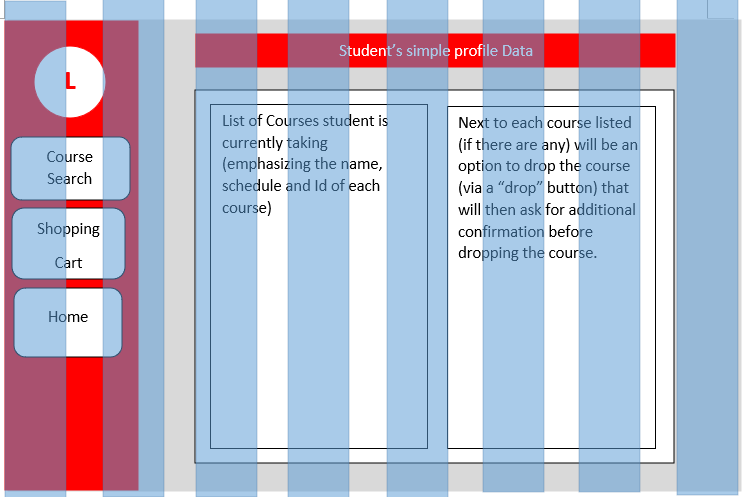 Student’s simple profile Data
L
Course
Search
Shopping
Cart
Home
List of Courses student is
currently taking
(emphasizing the name,
schedule and Id of each
course)
Next to each course listed
(if there are any) will be an
option to drop the course
(via a “drop” button) that
will then ask for additional
confirmation before
dropping the course.